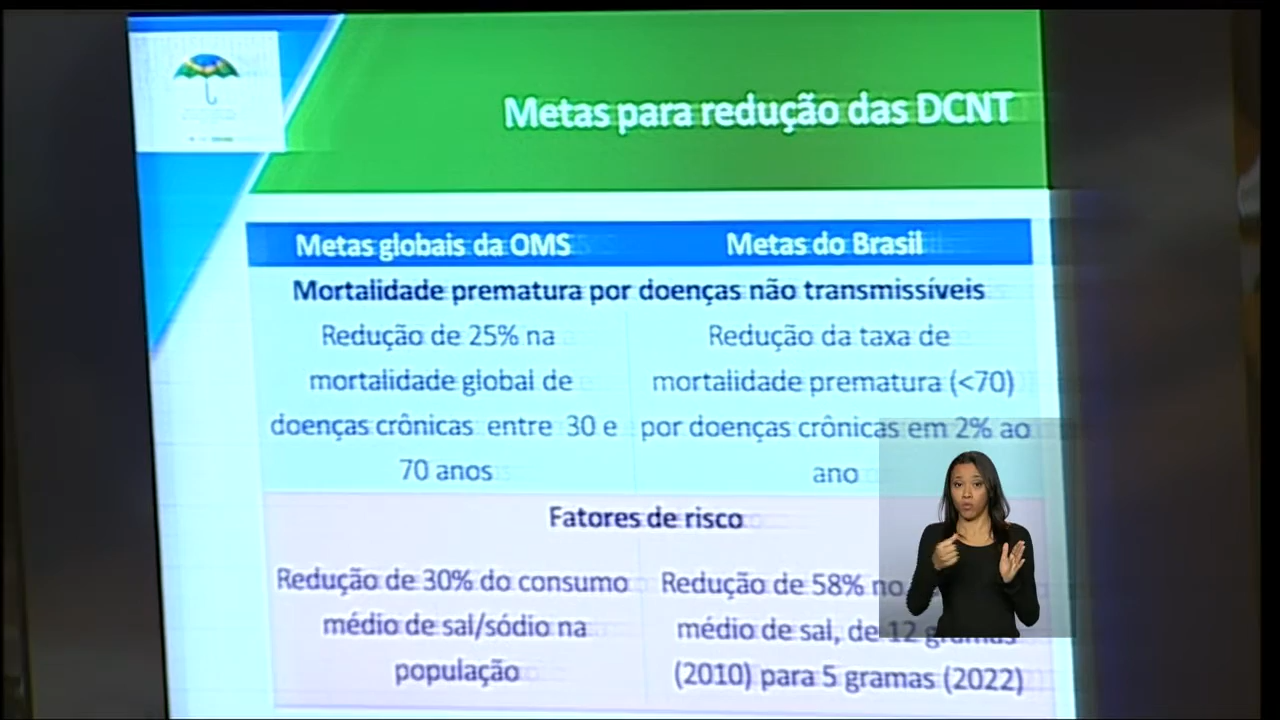 Metas para redução das DCNT
Metas globais da OMS
Metas do Brasil
Mortalidade prematura por doenças não transmissíveis
Redução de 25% na
mortalidade global de
doenças crônicas entre 30 e
70 anos
Redução da taxa de
mortalidade prematura (<70)
por doenças crônicas em 2% ao
ano
Fatores de risco
Redução de 30% do consumo
médio de sal/sódio na
população
Redução de 58% no
médio de sal, de 12 gramas
(2010) para 5 gramas (2022)